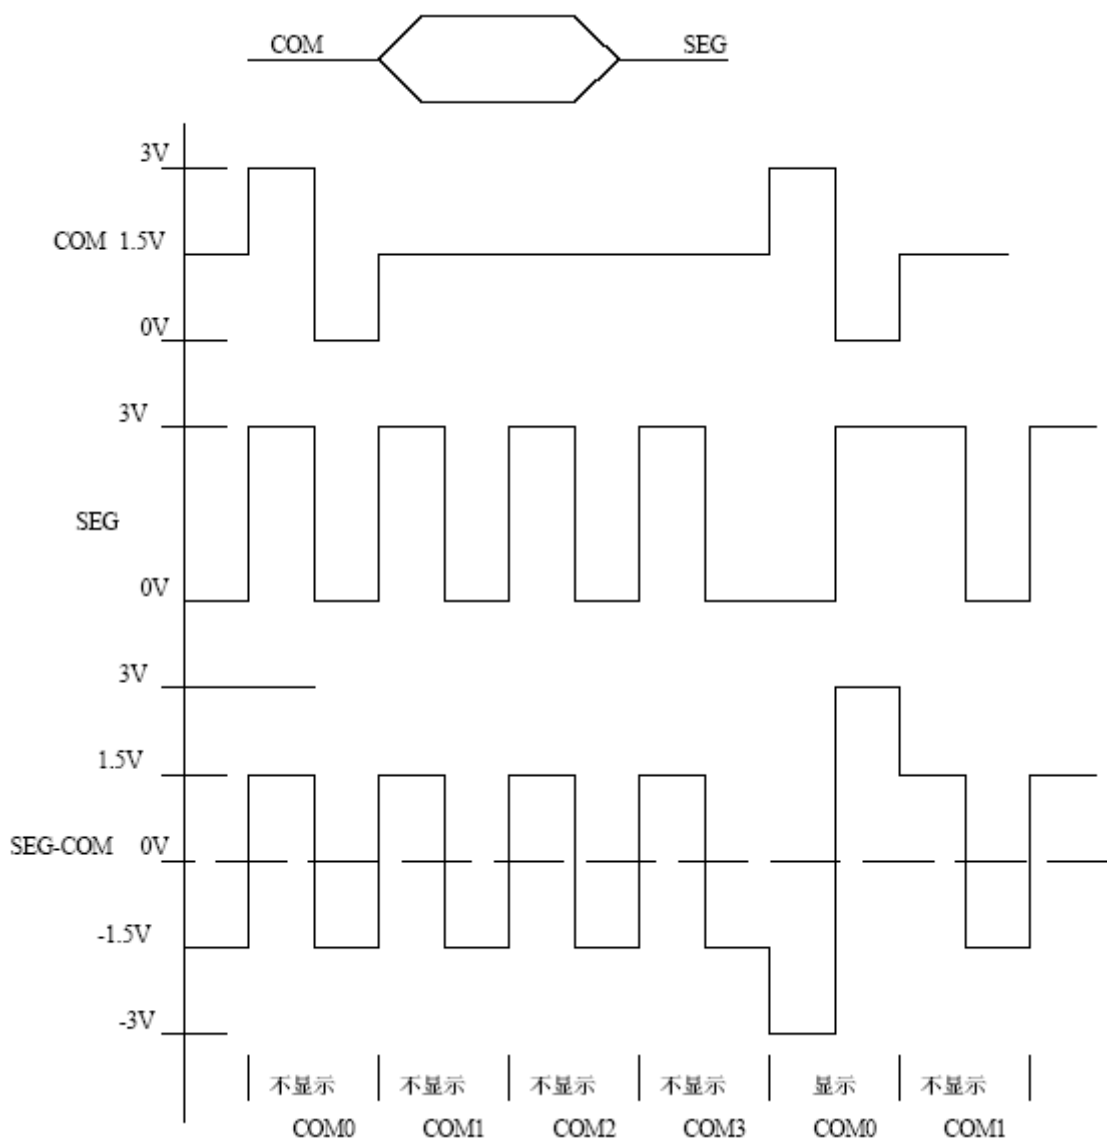 COM SEG
3V
COM 1.5V
0V
3V
SEG
0V
3V
1.5V
SEG-COM 0V
-1.5V
-3V
不显示 不显示 不显示 不显示 显示 不显示
COM0 COM1 COM2 COM3 COM0 COM1